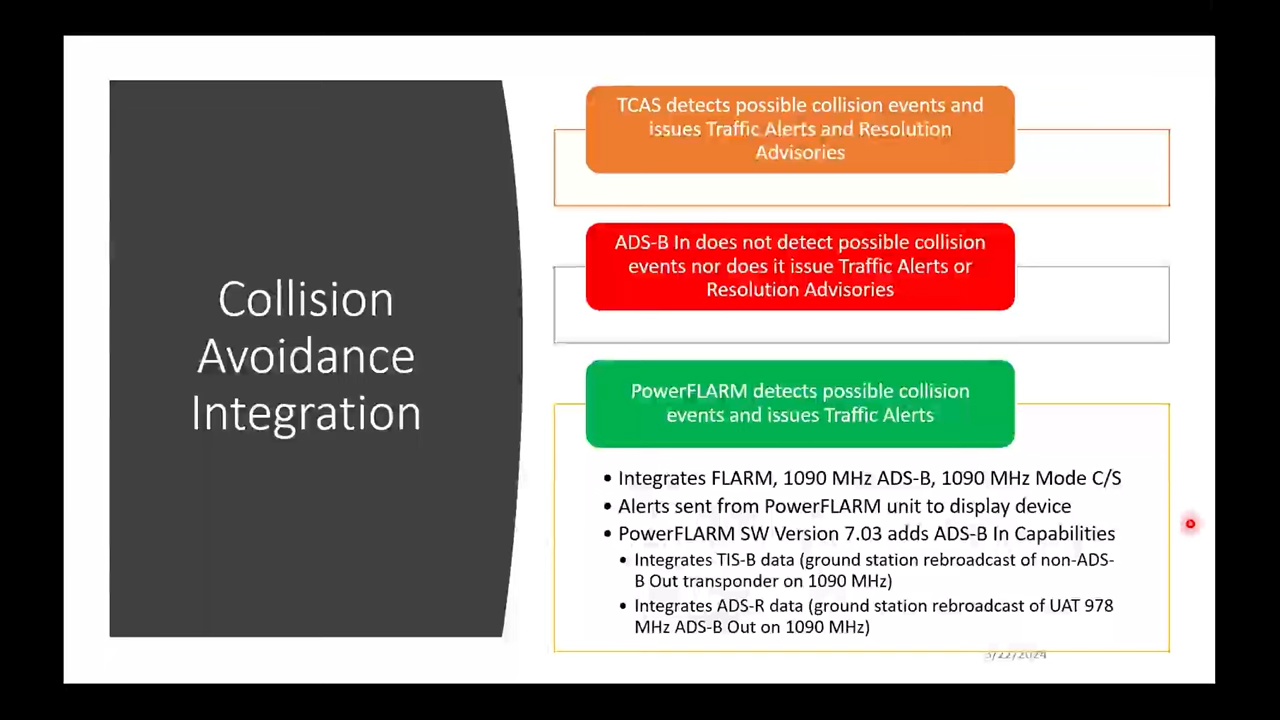 Collision
Avoidance
Integration
TCAS detects possible collision events and
issues Traffic Alerts and Resolution
Advisories
ADS-B In does not detect possible collision
events nor does it issue Traffic Alerts or
Resolution Advisories
PowerFLARM detects possible collision
events and issues Traffic Alerts
• Integrates FLARM, 1090 MHz ADS-B, 1090 MHz Mode C/S
• Alerts sent from PowerFLARM unit to display device
• PowerFLARM SW Version 7.03 adds ADS-B In Capabilities
• Integrates TIS-B data (ground station rebroadcast of non-ADS-
B Out transponder on 1090 MHz)
• Integrates ADS-R data (ground station rebroadcast of UAT 978
MHz ADS-B Out on 1090 MHz)
3/22/2024